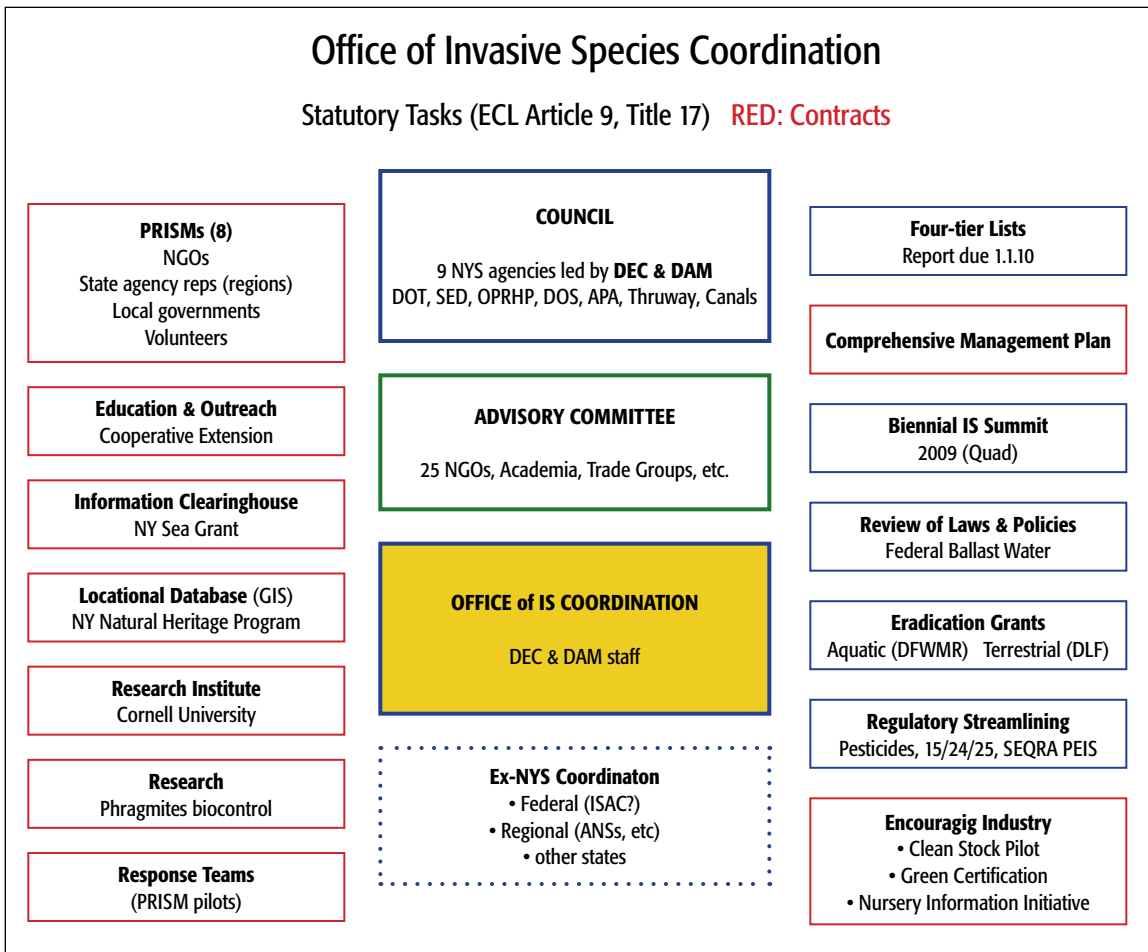 Office of Invasive Species Coordination
Statutory Tasks (ECL Article 9, Title 17) RED: Contracts
PRISMs (8)
NGOs
State agency reps (regions)
Local governments
Volunteers
Education & Outreach
Cooperative Extension
Information Clearinghouse
NY Sea Grant
Locational Database (GIS)
NY Natural Heritage Program
Research Institute
Cornell University
Research
Phragmites biocontrol
Response Teams
(PRISM pilots)
COUNCIL
9 NYS agencies led by DEC & DAM
DOT, SED, OPRHP, DOS, APA, Thruway, Canals
ADVISORY COMMITTEE
25 NGOs, Academia, Trade Groups, etc.
OFFICE of IS COORDINATION
DEC & DAM staff
Ex-NYS Coordinaton
• Federal (ISAC?)
• Regional (ANSs, etc)
• other states
Four-tier Lists
Report due 1.1.10
Comprehensive Management Plan
Biennial IS Summit
2009 (Quad)
Review of Laws & Policies
Federal Ballast Water
Eradication Grants
Aquatic (DFWMR) Terrestrial (DLF)
Regulatory Streamlining
Pesticides, 15/24/25, SEQRA PEIS
Encouragig Industry
• Clean Stock Pilot
• Green Certification
• Nursery Information Initiative